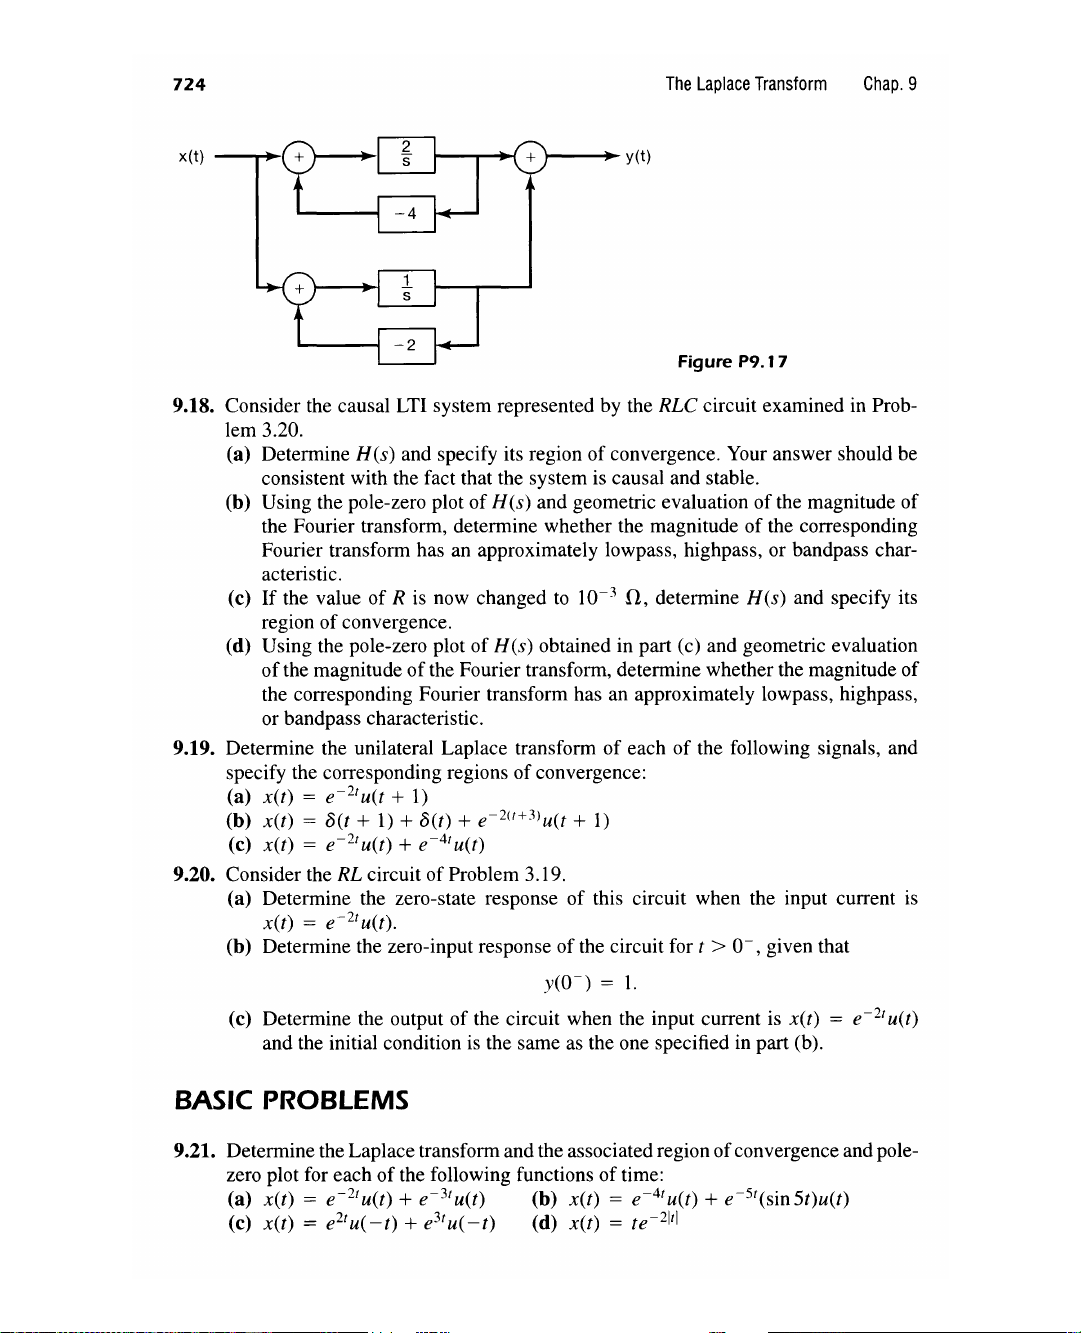 724 The Laplace Transform Chap. 9
x(t) + 2/s + y(t)
-4
+ 1/s
-2
Figure P9.17
9.18. Consider the causal LTI system represented by the RLC circuit examined in Prob-
lem 3.20.
(a) Determine H(s) and specify its region of convergence. Your answer should be
consistent with the fact that the system is causal and stable.
(b) Using the pole-zero plot of H(s) and geometric evaluation of the magnitude of
the Fourier transform, determine whether the magnitude of the corresponding
Fourier transform has an approximately lowpass, highpass, or bandpass char-
acteristic.
(c) If the value of R is now changed to 10⁻³ Ω, determine H(s) and specify its
region of convergence.
(d) Using the pole-zero plot of H(s) obtained in part (c) and geometric evaluation
of the magnitude of the Fourier transform, determine whether the magnitude of
the corresponding Fourier transform has an approximately lowpass, highpass,
or bandpass characteristic.
9.19. Determine the unilateral Laplace transform of each of the following signals, and
specify the corresponding regions of convergence:
(a) x(t) = e^{-2t}u(t + 1)
(b) x(t) = δ(t + 1) + δ(t) + e^{-2(t+3)}u(t + 1)
(c) x(t) = e^{-2t}u(t) + e^{-4t}u(t)
9.20. Consider the RL circuit of Problem 3.19.
(a) Determine the zero-state response of this circuit when the input current is
x(t) = e^{-2t}u(t).
(b) Determine the zero-input response of the circuit for t > 0⁻, given that
y(0⁻) = 1.
(c) Determine the output of the circuit when the input current is x(t) = e^{-2t}u(t)
and the initial condition is the same as the one specified in part (b).
BASIC PROBLEMS
9.21. Determine the Laplace transform and the associated region of convergence and pole-
zero plot for each of the following functions of time:
(a) x(t) = e^{-2t}u(t) + e^{-3t}u(t) (b) x(t) = e^{-4t}u(t) + e^{-5t}(sin 5t)u(t)
(c) x(t) = e^{2t}u(-t) + e^{3t}u(-t) (d) x(t) = te^{-2|t|}